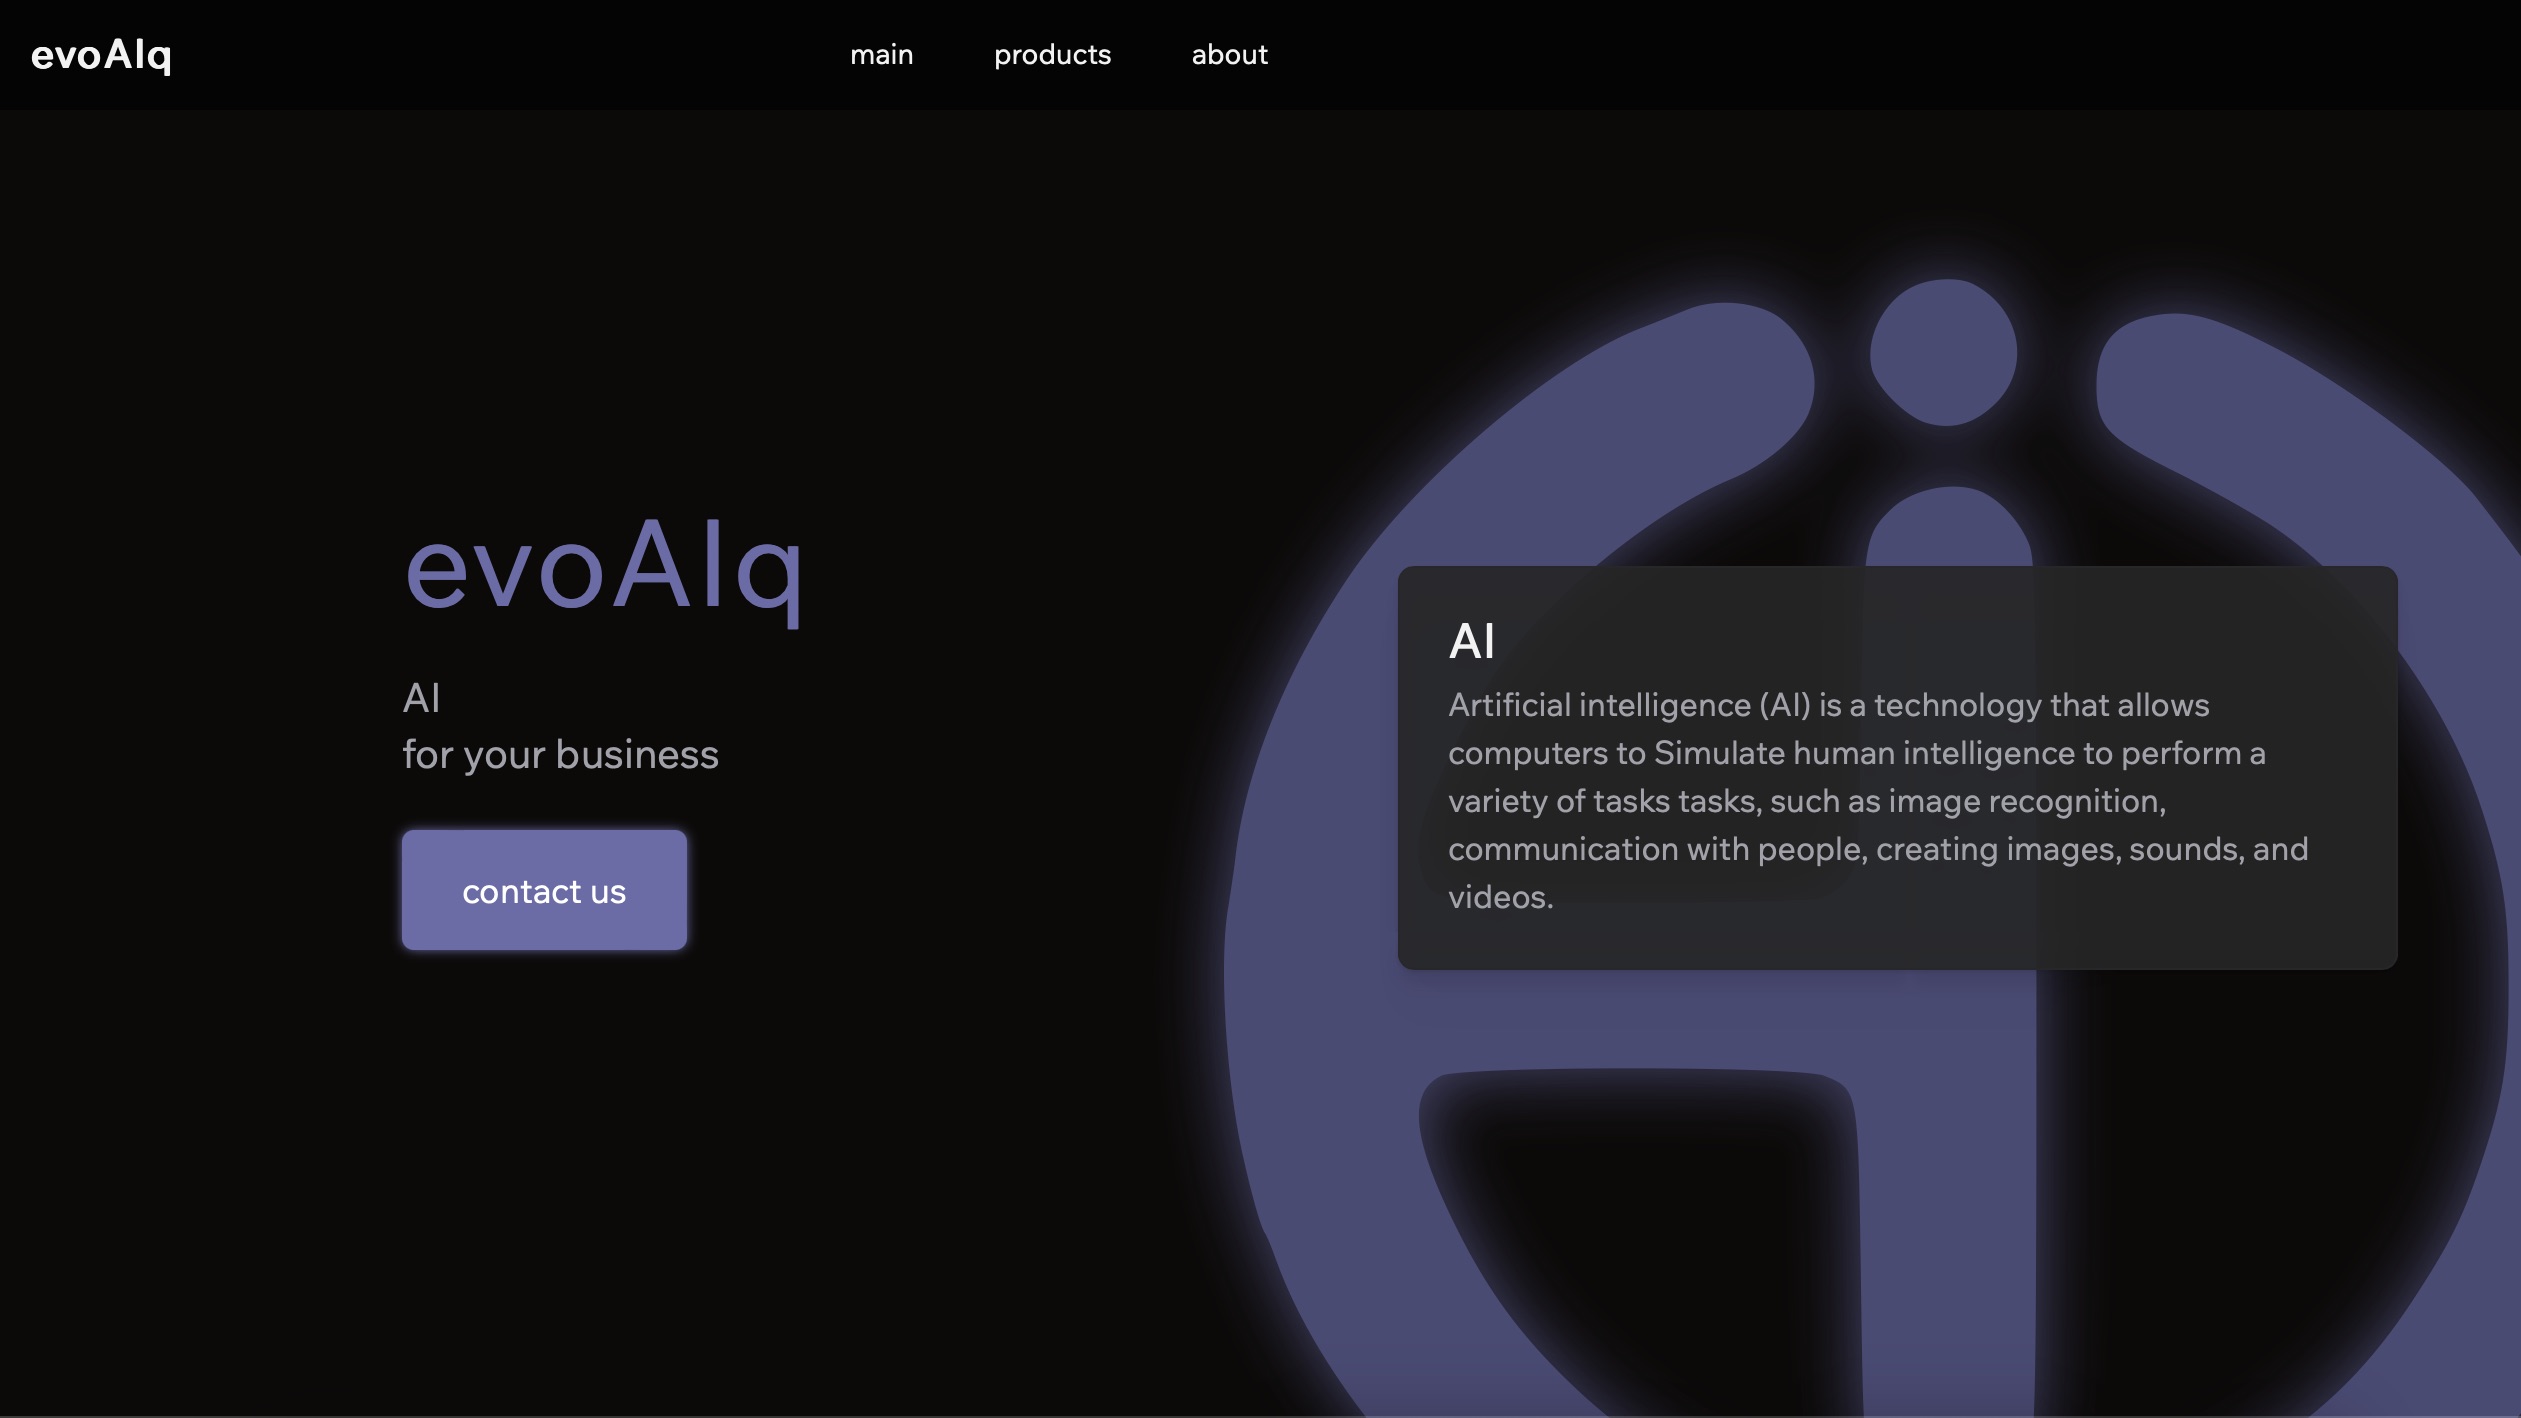 evoAIq
main
products
about
evoAIq
AI
for your business
contact us
AI
Artificial intelligence (AI) is a technology that allows
computers to Simulate human intelligence to perform a
variety of tasks tasks, such as image recognition,
communication with people, creating images, sounds, and
videos.